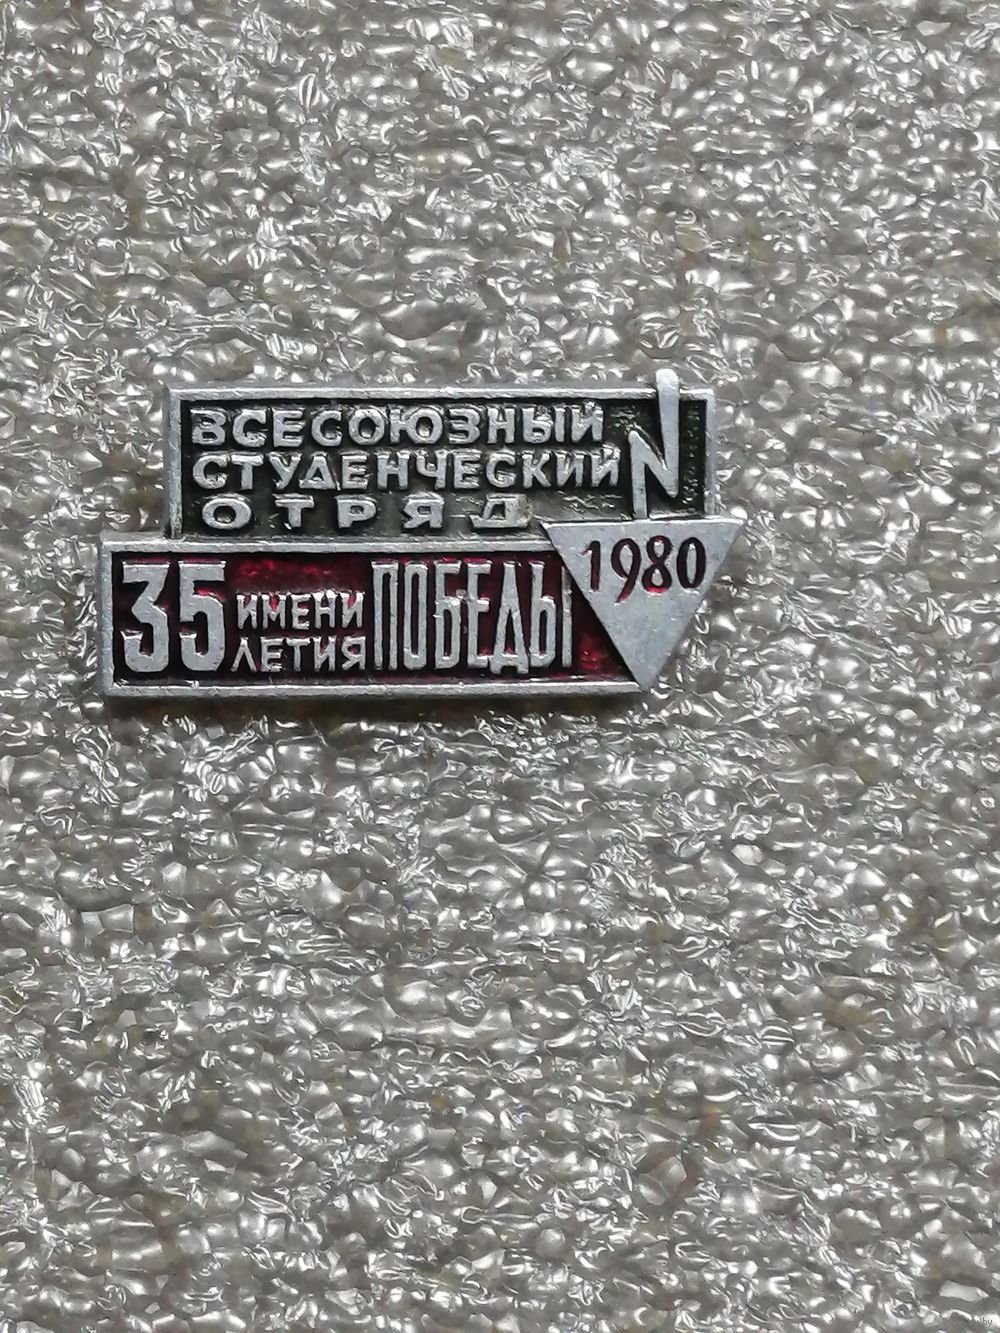 ВСЕСОЮЗНЫЙ
СТУДЕНЧЕСКИЙ
ОТРЯД
1980
35 ИМЕНИ ЛЕТИЯ ПОБЕДЫ